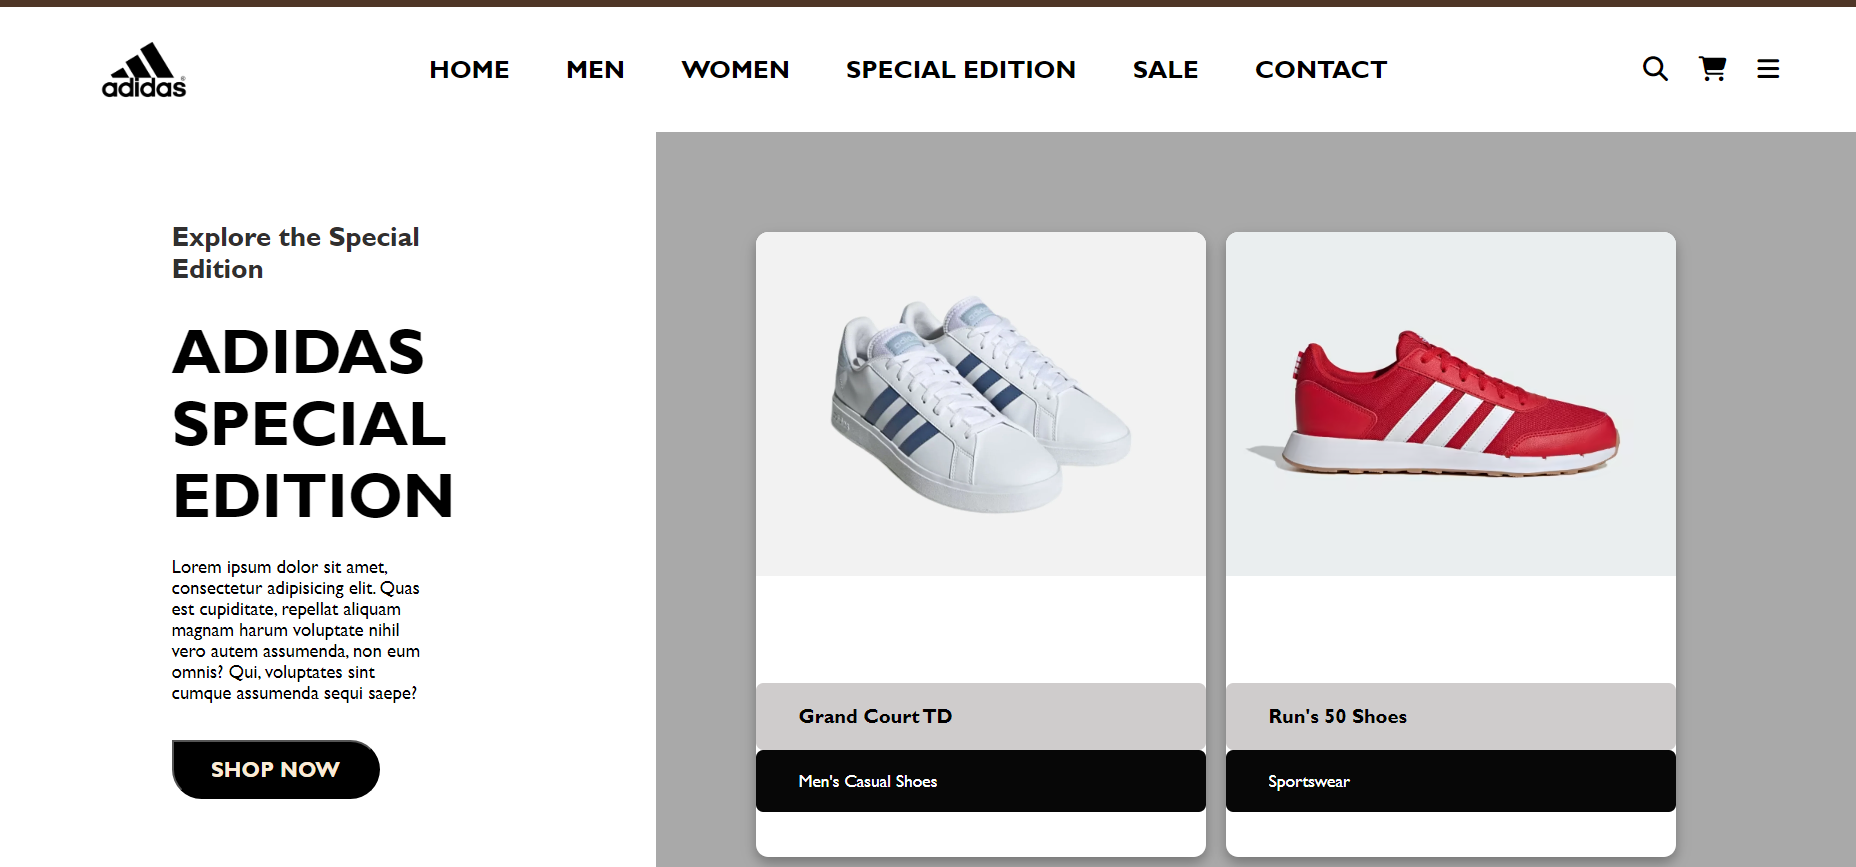 adidas
HOME MEN WOMEN SPECIAL EDITION SALE CONTACT
Explore the Special
Edition
ADIDAS
SPECIAL
EDITION
Lorem ipsum dolor sit amet,
consectetur adipisicing elit. Quas
est cupiditate, repellat aliquam
magnam harum voluptate nihil
vero autem assumenda, non eum
omnis? Qui, voluptates sint
cumque assumenda sequi saepe?
SHOP NOW
Grand Court TD
Men's Casual Shoes
Run's 50 Shoes
Sportswear